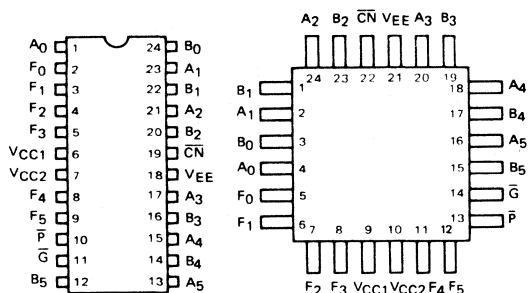 A0 1 24 B0
F0 2 23 A1
F1 3 22 B1
F2 4 21 A2
F3 5 20 B2
VCC1 6 19 C̅N̅
VCC2 7 18 VEE
F4 8 17 A3
F5 9 16 B3
P̅ 10 15 A4
G̅ 11 14 B4
B5 12 13 A5
A2 B2 C̅N̅ VEE A3 B3
24 23 22 21 20 19
B1 1 18 A4
A1 2 17 B4
B0 3 16 A5
A0 4 15 B5
F0 5 14 G̅
F1 6 13 P̅
7 8 9 10 11 12
F2 F3 VCC1 VCC2 F4 F5